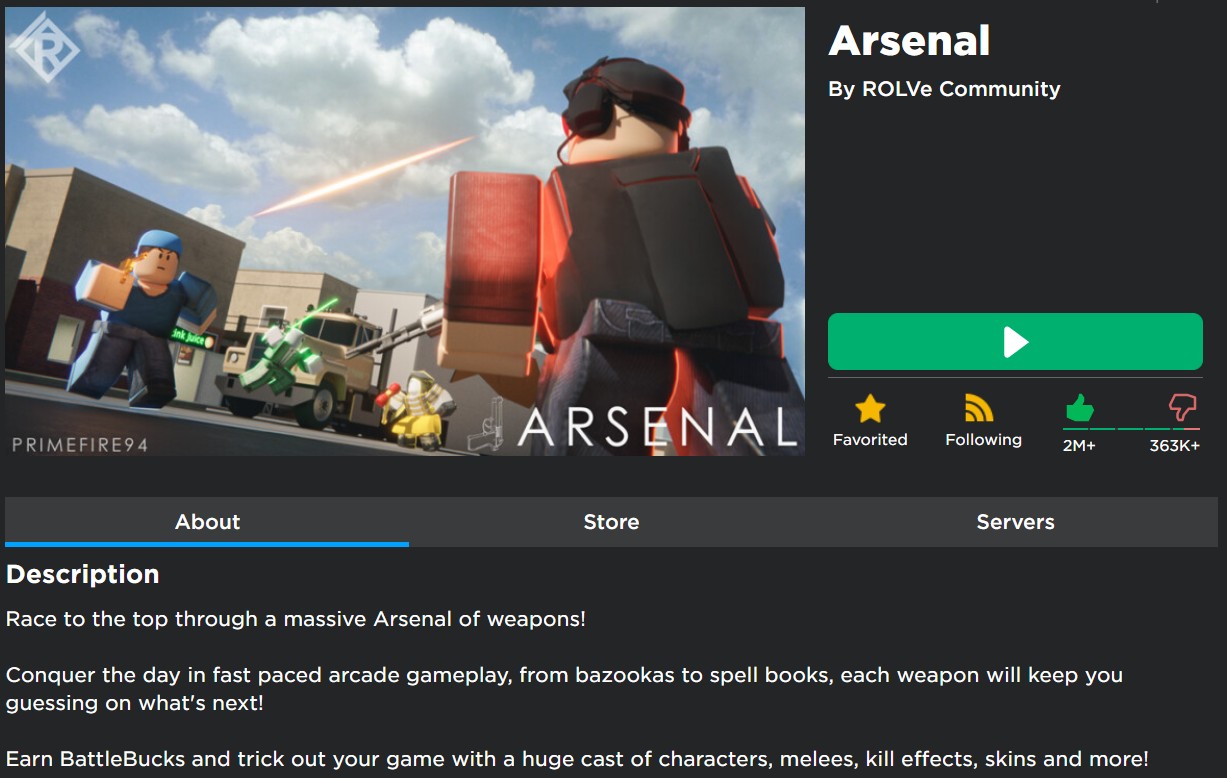 R
Arsenal
By ROLVe Community
ink Juice
ARSENAL
PRIMEFIRE94
Favorited
Following
2M+
363K+
About
Store
Servers
Description
Race to the top through a massive Arsenal of weapons!
Conquer the day in fast paced arcade gameplay, from bazookas to spell books, each weapon will keep you
guessing on what's next!
Earn BattleBucks and trick out your game with a huge cast of characters, melees, kill effects, skins and more!